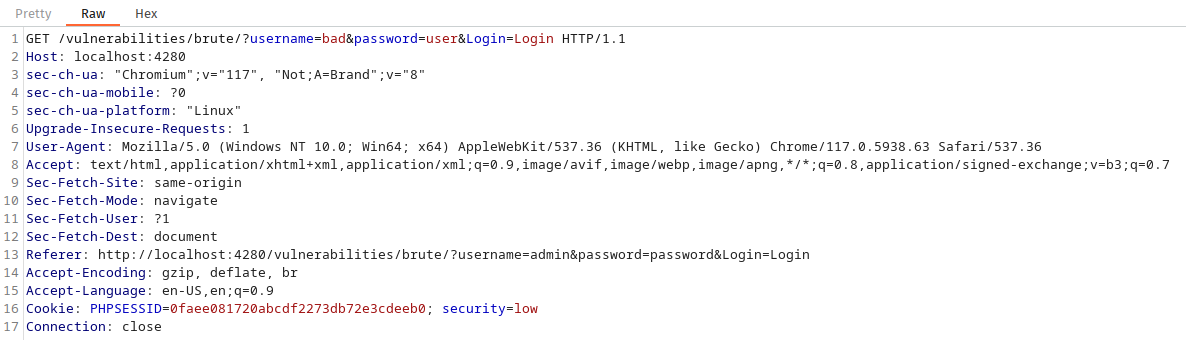 Pretty Raw Hex
1 GET /vulnerabilities/brute/?username=bad&password=user&Login=Login HTTP/1.1
2 Host: localhost:4280
3 sec-ch-ua: "Chromium";v="117", "Not;A=Brand";v="8"
4 sec-ch-ua-mobile: ?0
5 sec-ch-ua-platform: "Linux"
6 Upgrade-Insecure-Requests: 1
7 User-Agent: Mozilla/5.0 (Windows NT 10.0; Win64; x64) AppleWebKit/537.36 (KHTML, like Gecko) Chrome/117.0.5938.63 Safari/537.36
8 Accept: text/html,application/xhtml+xml,application/xml;q=0.9,image/avif,image/webp,image/apng,*/*;q=0.8,application/signed-exchange;v=b3;q=0.7
9 Sec-Fetch-Site: same-origin
10 Sec-Fetch-Mode: navigate
11 Sec-Fetch-User: ?1
12 Sec-Fetch-Dest: document
13 Referer: http://localhost:4280/vulnerabilities/brute/?username=admin&password=password&Login=Login
14 Accept-Encoding: gzip, deflate, br
15 Accept-Language: en-US,en;q=0.9
16 Cookie: PHPSESSID=0faee081720abcdf2273db72e3cdeeb0; security=low
17 Connection: close